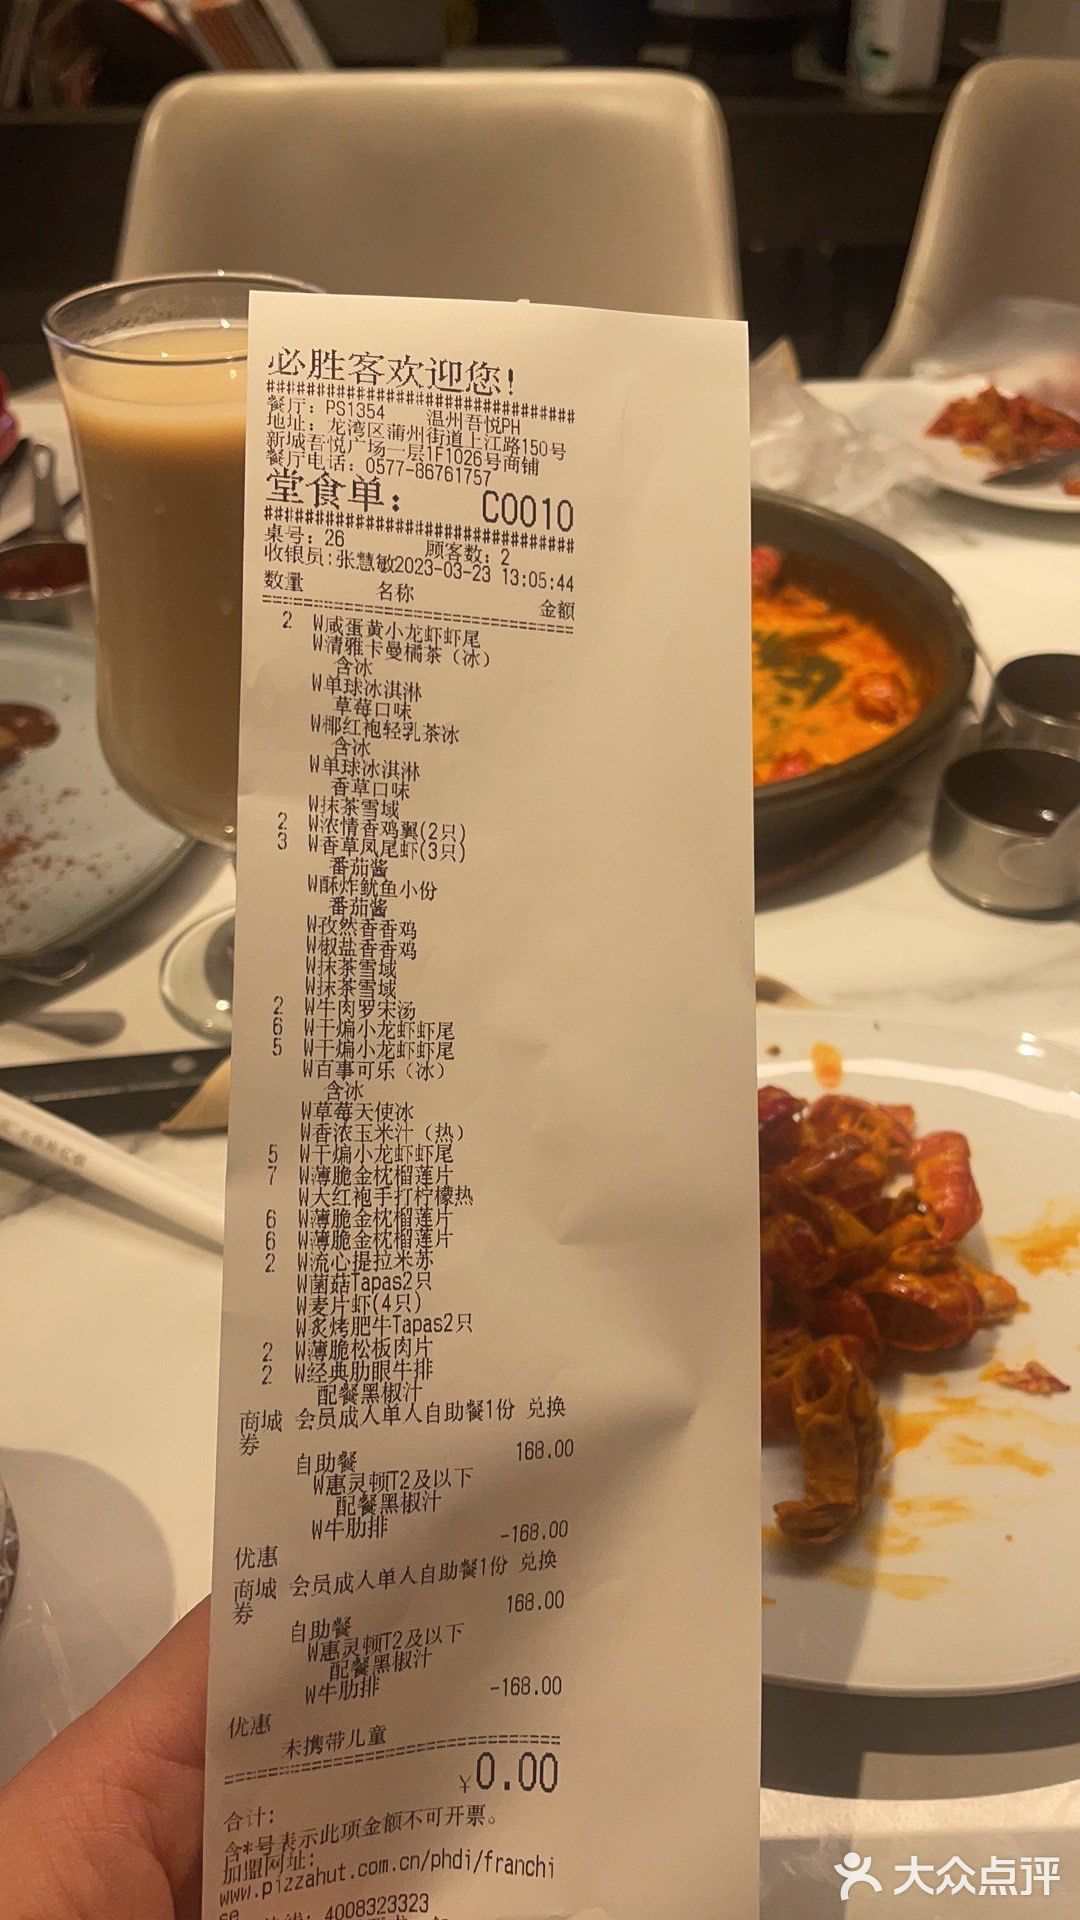 必胜客欢迎您!
################################
餐厅: PS1354 温州吾悦PH
地址: 龙湾区蒲州街道上江路150号
新城吾悦广场一层1F1026号商铺
餐厅电话: 0577-86761757
堂食单: C0010
################################
桌号: 26 顾客数: 2
收银员:张慧敏2023-03-23 13:05:44
数量 名称 金额
2 W咸蛋黄小龙虾虾尾
W清雅卡曼橘茶（冰）
含冰
W单球冰淇淋
草莓口味
W椰红袍轻乳茶冰
含冰
W单球冰淇淋
香草口味
W抹茶雪域
2 W浓情香鸡翼(2只)
3 W香草凤尾虾(3只)
番茄酱
W酥炸鱿鱼小份
番茄酱
W孜然香香鸡
W椒盐香香鸡
W抹茶雪域
W抹茶雪域
2 W牛肉罗宋汤
6 W干煸小龙虾虾尾
5 W干煸小龙虾虾尾
W百事可乐（冰）
含冰
W草莓天使冰
W香浓玉米汁（热）
5 W干煸小龙虾虾尾
7 W薄脆金枕榴莲片
W大红袍手打柠檬热
6 W薄脆金枕榴莲片
6 W薄脆金枕榴莲片
2 W流心提拉米苏
W菌菇Tapas2只
W麦片虾(4只)
W炙烤肥牛Tapas2只
2 W薄脆松板肉片
2 W经典肋眼牛排
配餐黑椒汁
商城 会员成人单人自助餐1份 兑换
券
自助餐 168.00
W惠灵顿T2及以下
配餐黑椒汁
W牛肋排
优惠 -168.00
商城 会员成人单人自助餐1份 兑换
券
自助餐 168.00
W惠灵顿T2及以下
配餐黑椒汁
W牛肋排
优惠 -168.00
未携带儿童
合计: ¥0.00
含*号表示此项金额不可开票。
加盟网址:
www.pizzahut.com.cn/phdi/franchi
se
4008323323
大众点评